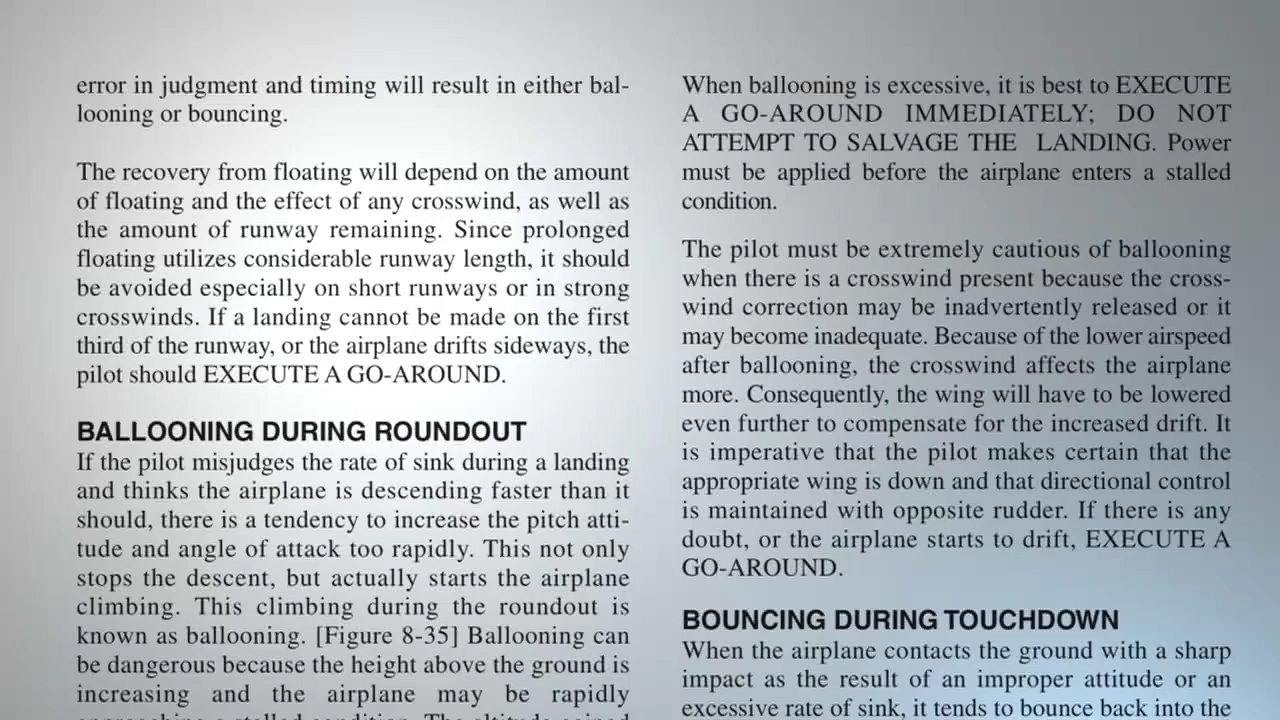 error in judgment and timing will result in either bal-
looning or bouncing.
The recovery from floating will depend on the amount
of floating and the effect of any crosswind, as well as
the amount of runway remaining. Since prolonged
floating utilizes considerable runway length, it should
be avoided especially on short runways or in strong
crosswinds. If a landing cannot be made on the first
third of the runway, or the airplane drifts sideways, the
pilot should EXECUTE A GO-AROUND.
BALLOONING DURING ROUNDOUT
If the pilot misjudges the rate of sink during a landing
and thinks the airplane is descending faster than it
should, there is a tendency to increase the pitch atti-
tude and angle of attack too rapidly. This not only
stops the descent, but actually starts the airplane
climbing. This climbing during the roundout is
known as ballooning. [Figure 8-35] Ballooning can
be dangerous because the height above the ground is
increasing and the airplane may be rapidly
approaching a stalled condition. The altitude gained
When ballooning is excessive, it is best to EXECUTE
A GO-AROUND IMMEDIATELY; DO NOT
ATTEMPT TO SALVAGE THE LANDING. Power
must be applied before the airplane enters a stalled
condition.
The pilot must be extremely cautious of ballooning
when there is a crosswind present because the cross-
wind correction may be inadvertently released or it
may become inadequate. Because of the lower airspeed
after ballooning, the crosswind affects the airplane
more. Consequently, the wing will have to be lowered
even further to compensate for the increased drift. It
is imperative that the pilot makes certain that the
appropriate wing is down and that directional control
is maintained with opposite rudder. If there is any
doubt, or the airplane starts to drift, EXECUTE A
GO-AROUND.
BOUNCING DURING TOUCHDOWN
When the airplane contacts the ground with a sharp
impact as the result of an improper attitude or an
excessive rate of sink, it tends to bounce back into the